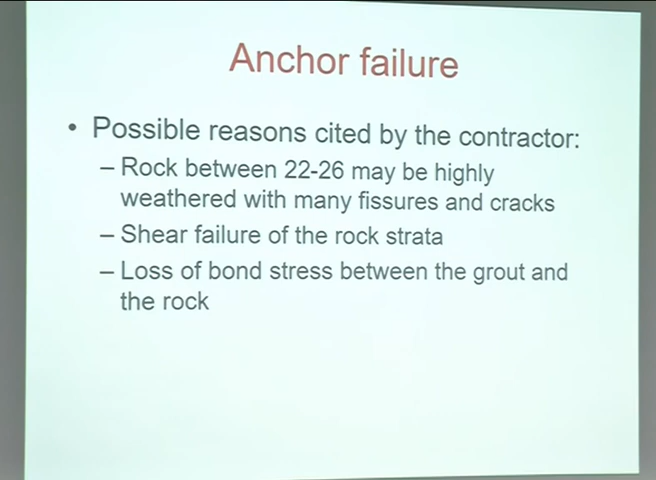 Anchor failure
• Possible reasons cited by the contractor:
– Rock between 22-26 may be highly
weathered with many fissures and cracks
– Shear failure of the rock strata
– Loss of bond stress between the grout and
the rock